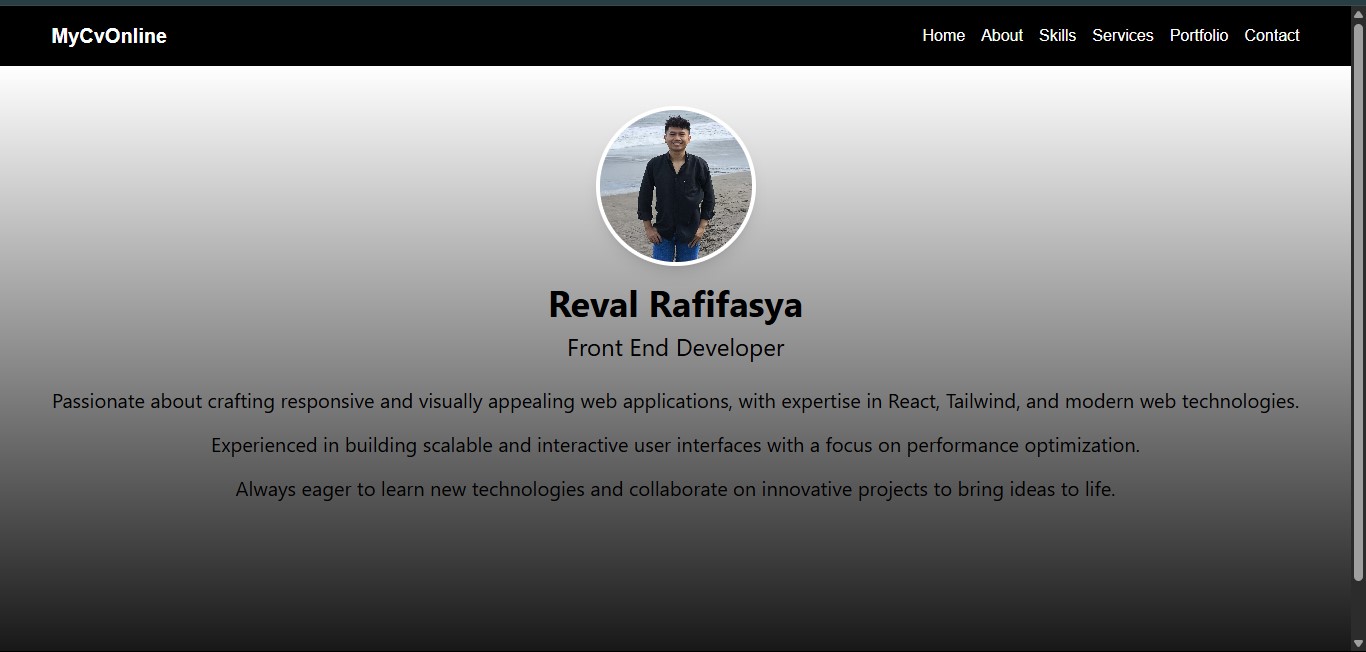 MyCvOnline
Home About Skills Services Portfolio Contact
Reval Rafifasya
Front End Developer
Passionate about crafting responsive and visually appealing web applications, with expertise in React, Tailwind, and modern web technologies.
Experienced in building scalable and interactive user interfaces with a focus on performance optimization.
Always eager to learn new technologies and collaborate on innovative projects to bring ideas to life.